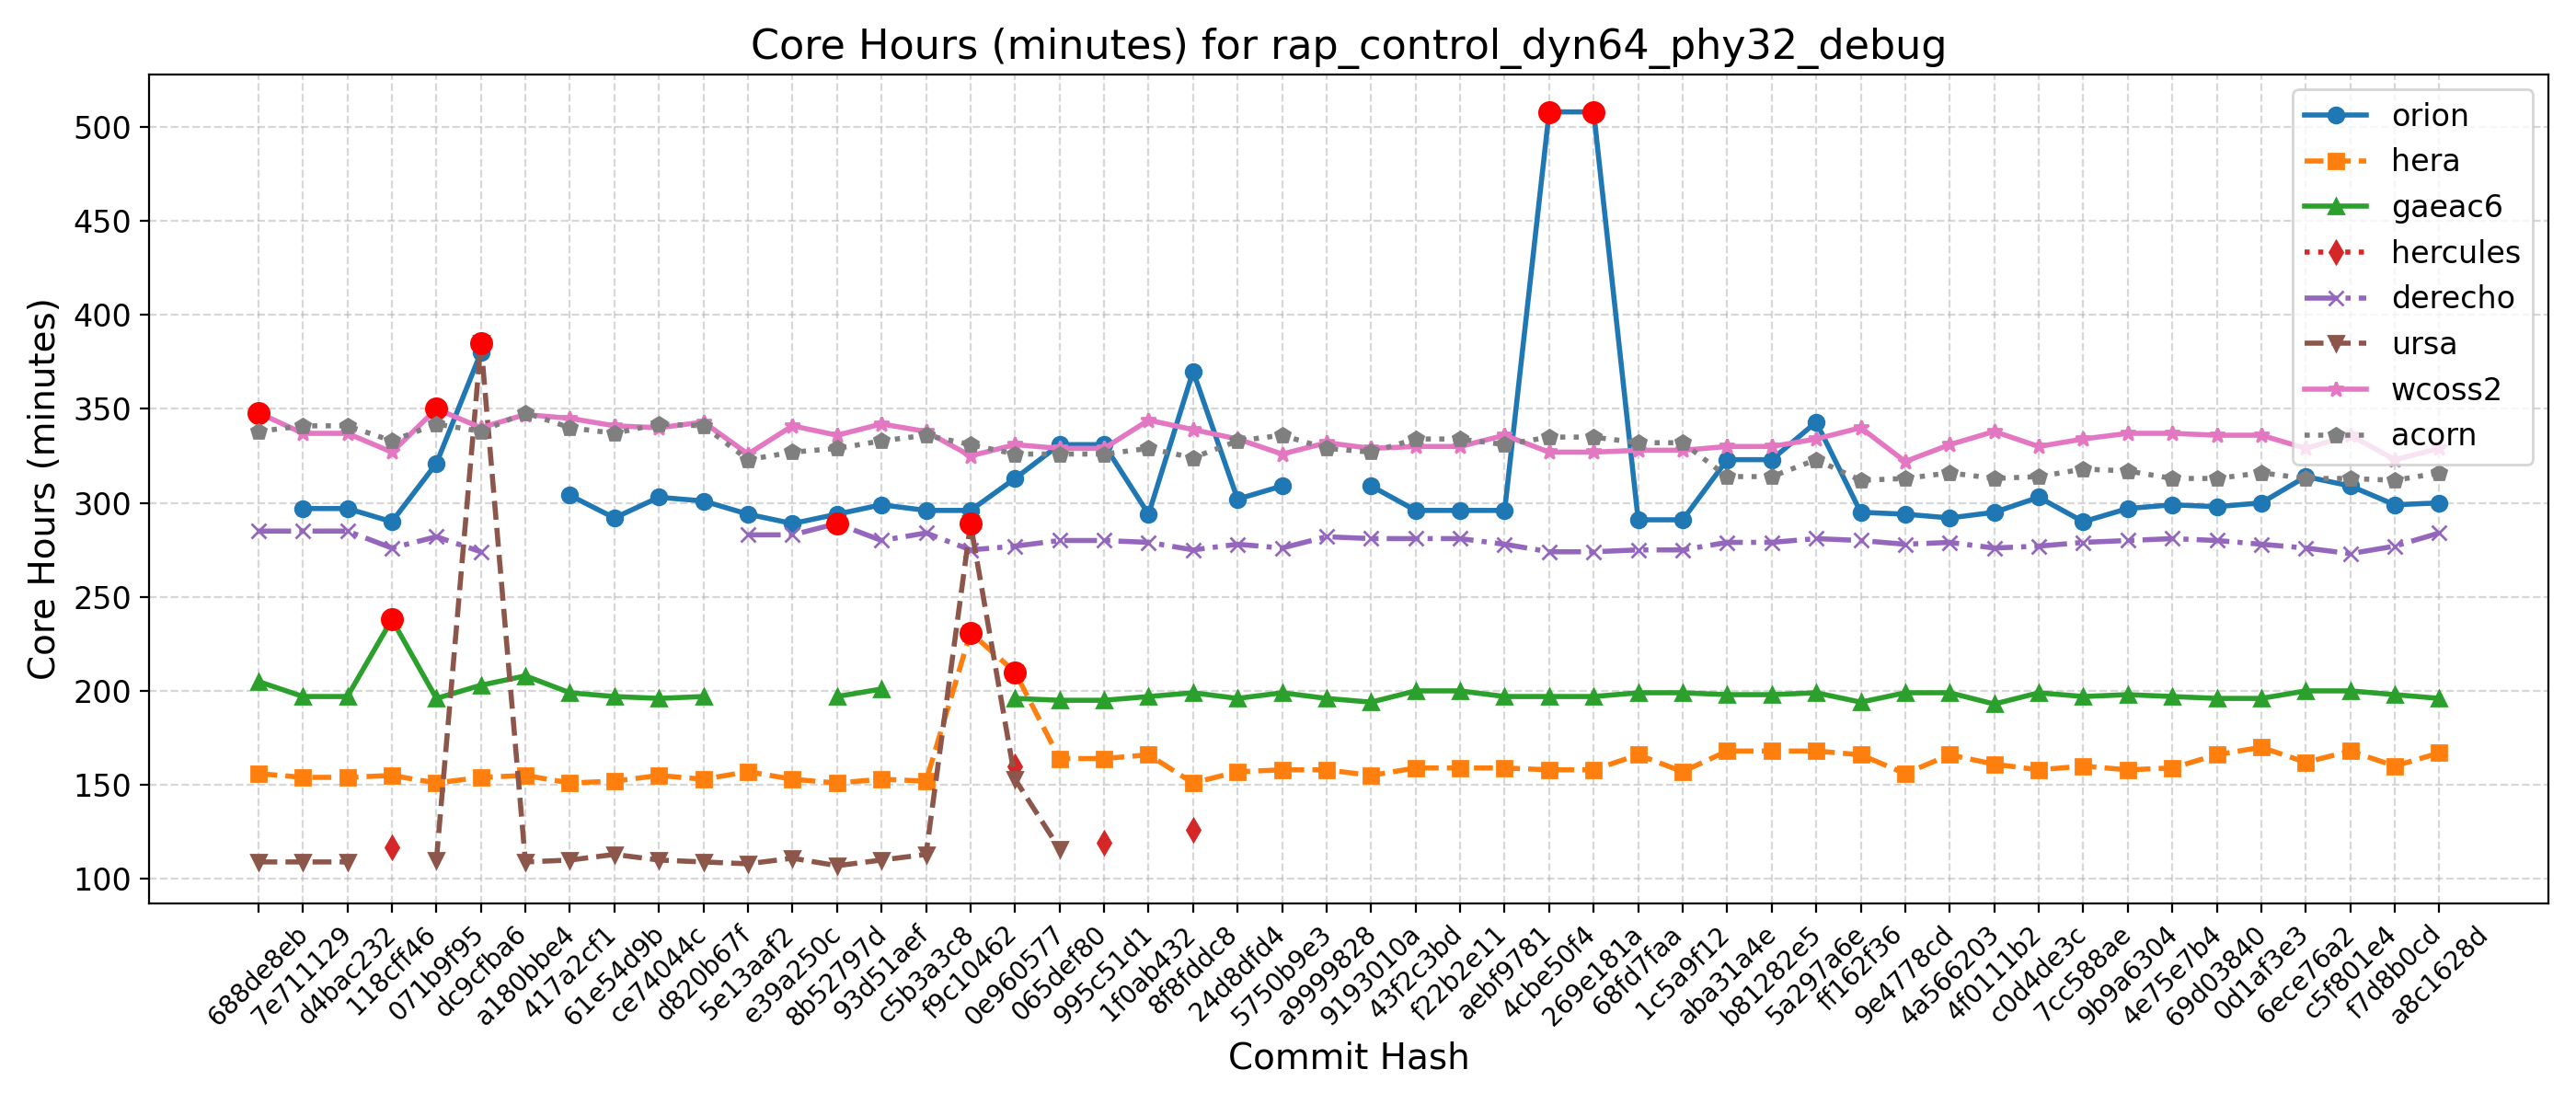 Core Hours (minutes) for rap_control_dyn64_phy32_debug
Core Hours (minutes)
500
450
400
350
300
250
200
150
100
orion
hera
gaeac6
hercules
derecho
ursa
wcoss2
acorn
688de8eb
7e711129
d4bac232
118cff46
071b9f95
dc9cfba6
a180bbe4
417a2cf1
61e54d9b
ce74044c
d820b67f
5e13aaf2
e39a250c
8b52797d
93d51aef
c5b3a3c8
f9c10462
0e960577
065def80
995c51d1
1f0ab432
8f8fddc8
24d8dfd4
5750b9e3
a9999828
9193010a
43f2c3bd
f22b2e11
aebf9781
4cbe50f4
269e181a
68fd7faa
1c5a9f12
aba31a4e
b81282e5
5a297a6e
ff162f36
9e4778cd
4a566203
4f0111b2
c0d4de3c
7cc588ae
9b9a6304
4e75e7b4
69d03840
0d1af3e3
6ece76a2
c5f801e4
f7d8b0cd
a8c1628d
Commit Hash